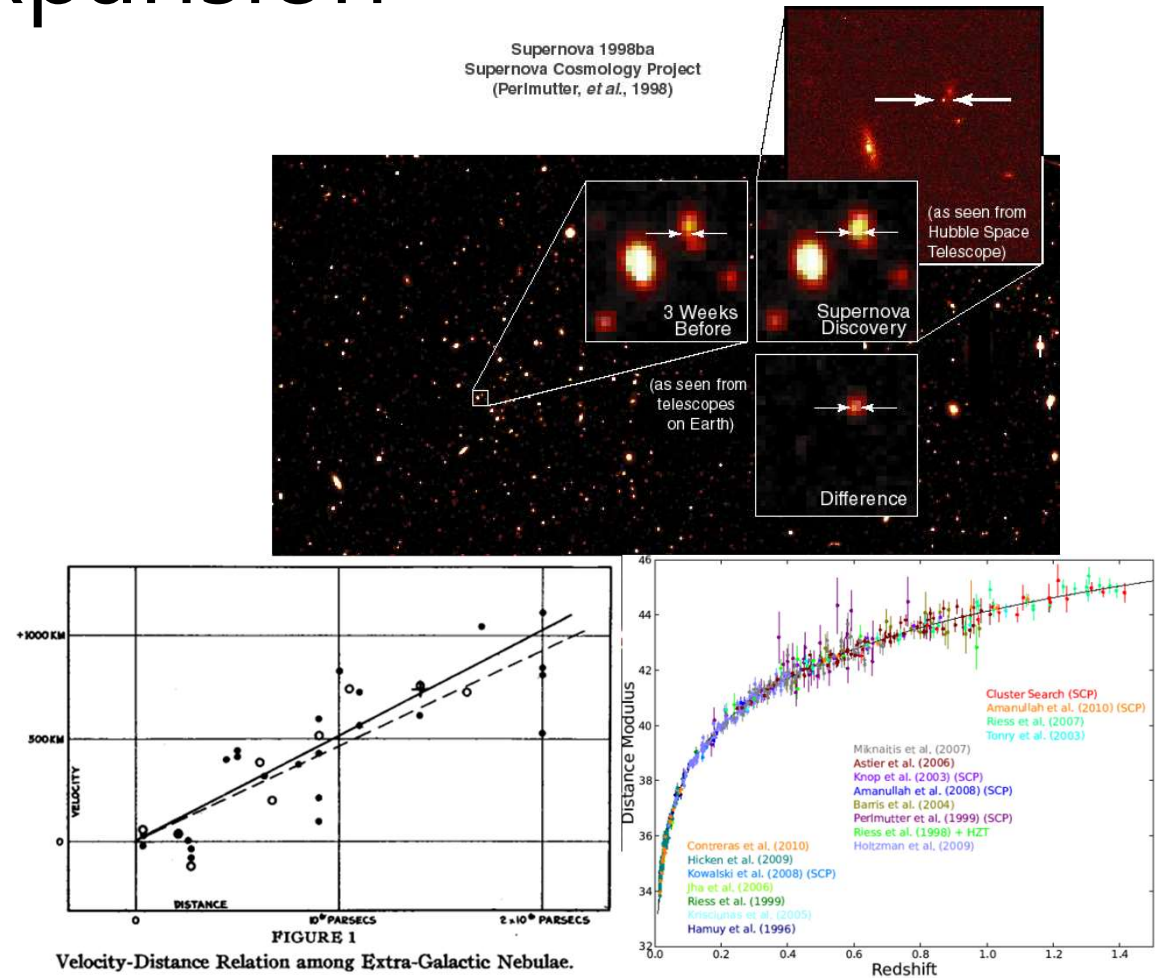 xpansion
Supernova 1998ba
Supernova Cosmology Project
(Perlmutter, et al., 1998)
(as seen from
Hubble Space
Telescope)
3 Weeks
Before
Supernova
Discovery
(as seen from
telescopes
on Earth)
Difference
+1000 KM
500 KM
0
VELOCITY
DISTANCE
0
10⁶ PARSECS
2 x 10⁶ PARSECS
FIGURE 1
Velocity-Distance Relation among Extra-Galactic Nebulae.
46
44
42
40
38
36
34
32
Distance Modulus
Cluster Search (SCP)
Amanullah et al. (2010) (SCP)
Riess et al. (2007)
Tonry et al. (2003)
Miknaitis et al. (2007)
Astier et al. (2006)
Knop et al. (2003) (SCP)
Amanullah et al. (2008) (SCP)
Barris et al. (2004)
Perlmutter et al. (1999) (SCP)
Riess et al. (1998) + HZT
Holtzman et al. (2009)
Contreras et al. (2010)
Hicken et al. (2009)
Kowalski et al. (2008) (SCP)
Jha et al. (2006)
Riess et al. (1999)
Krisciunas et al. (2005)
Hamuy et al. (1996)
0.0 0.2 0.4 0.6 0.8 1.0 1.2 1.4
Redshift